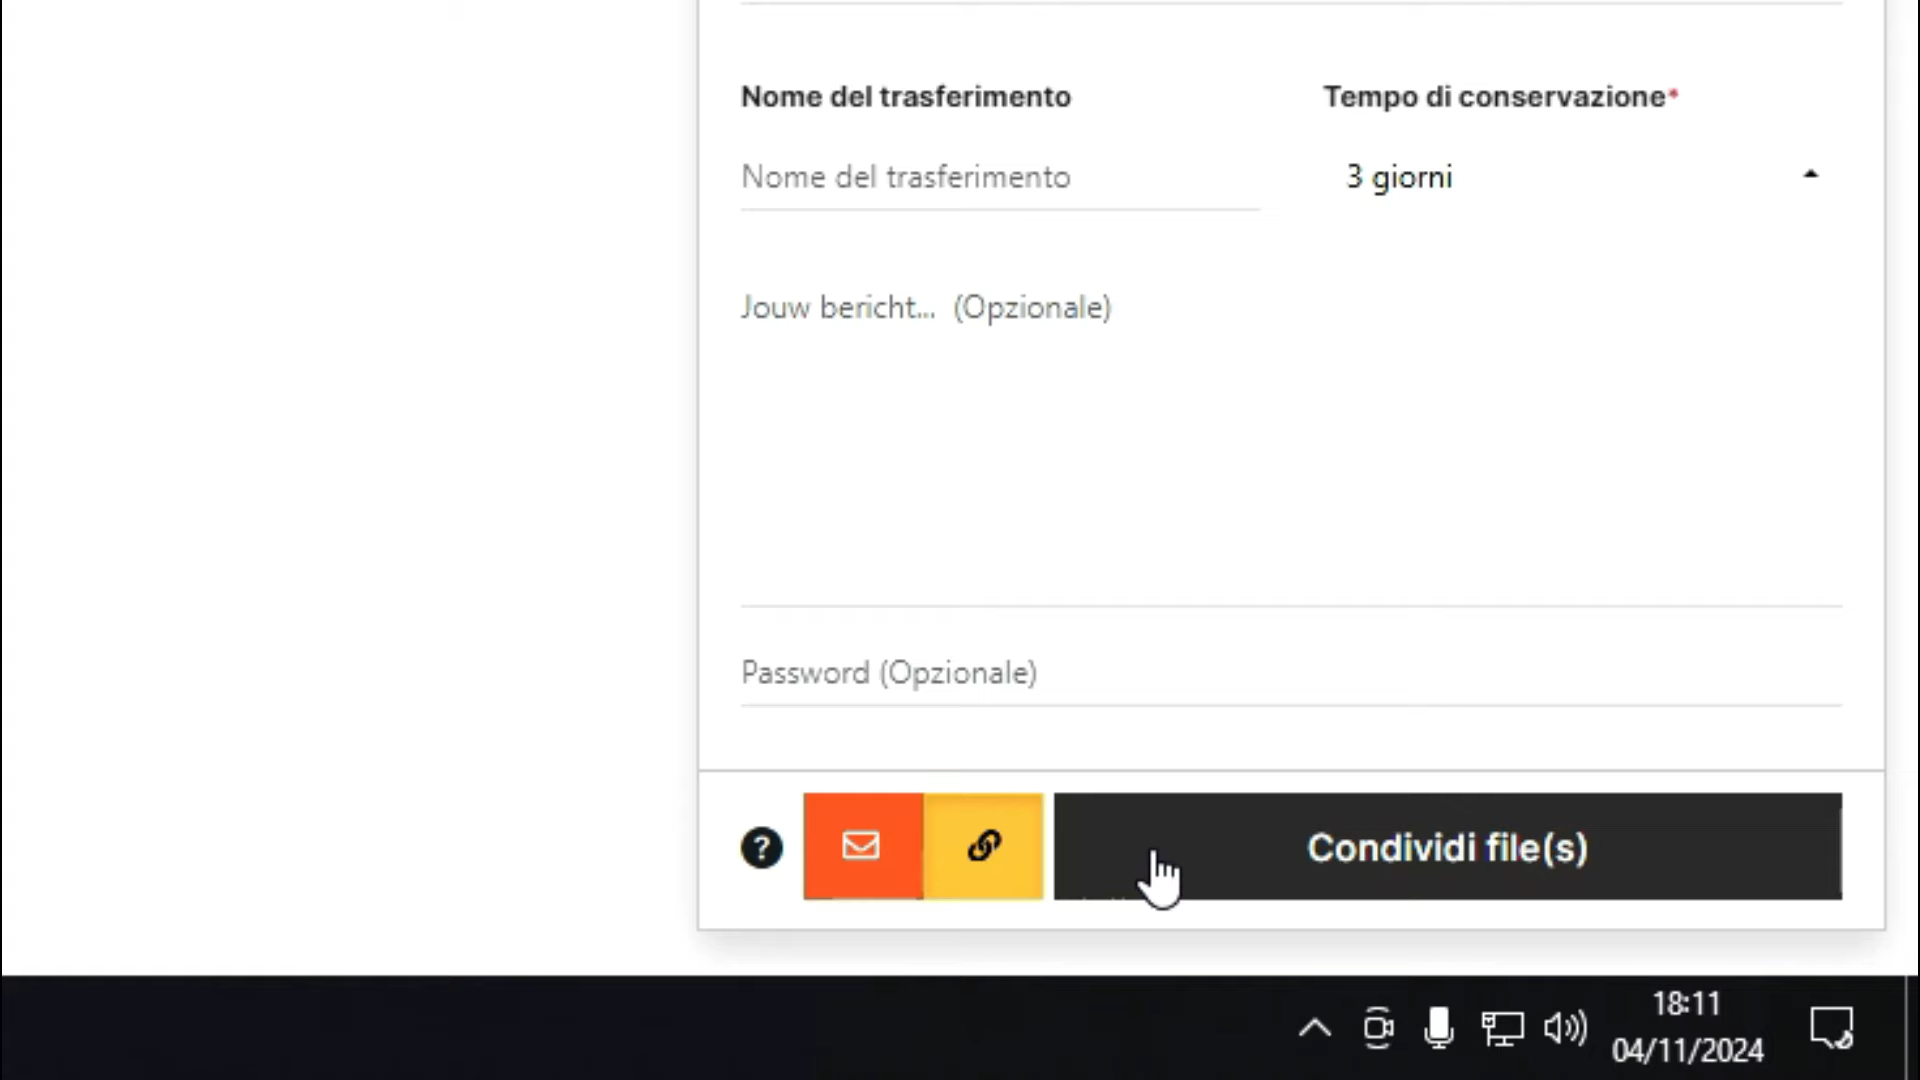 Nome del trasferimento
Tempo di conservazione*
Nome del trasferimento
3 giorni
Jouw bericht... (Opzionale)
Password (Opzionale)
?
Condividi file(s)
18:11
04/11/2024